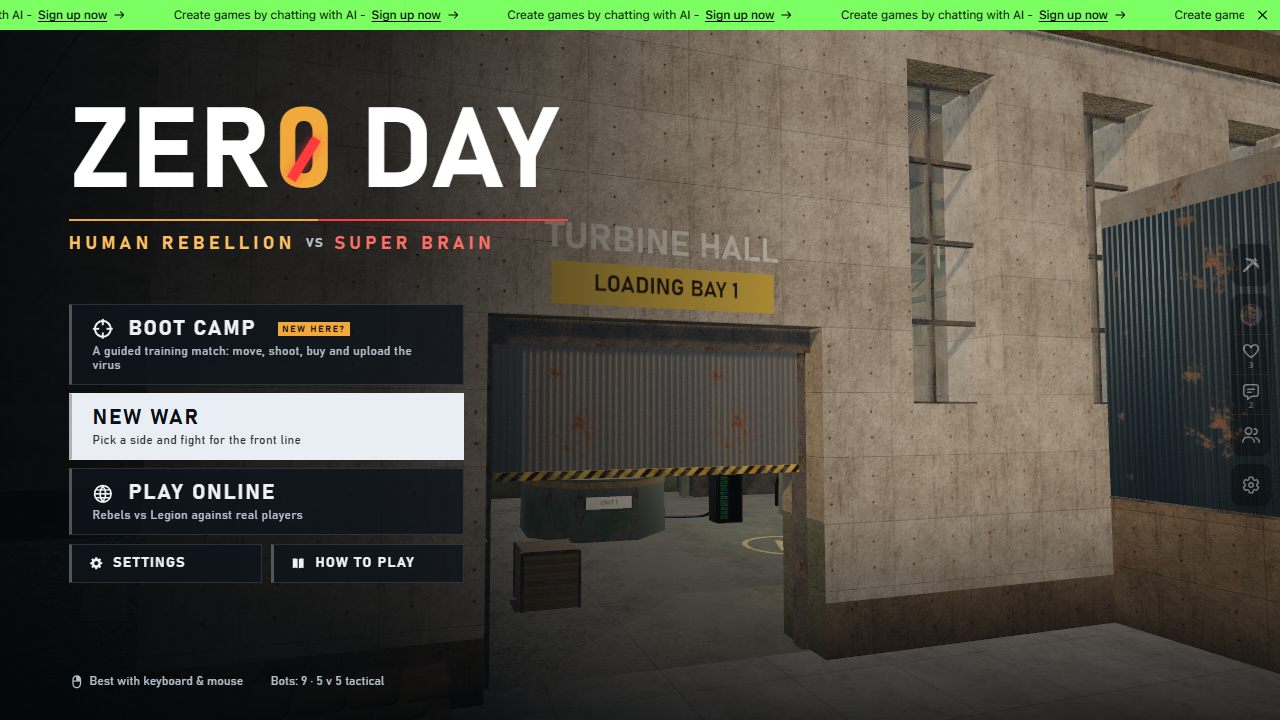 Sign up now →
Create games by chatting with AI - Sign up now →
Create games by chatting with AI - Sign up now →
Create games by chatting with AI - Sign up now →
Create game
ZER0 DAY
HUMAN REBELLION VS SUPER BRAIN
TURBINE HALL
LOADING BAY 1
BOOT CAMP NEW HERE?
A guided training match: move, shoot, buy and upload the
virus
NEW WAR
Pick a side and fight for the front line
PLAY ONLINE
Rebels vs Legion against real players
SETTINGS
HOW TO PLAY
Best with keyboard & mouse
Bots: 9 · 5 v 5 tactical
3
2